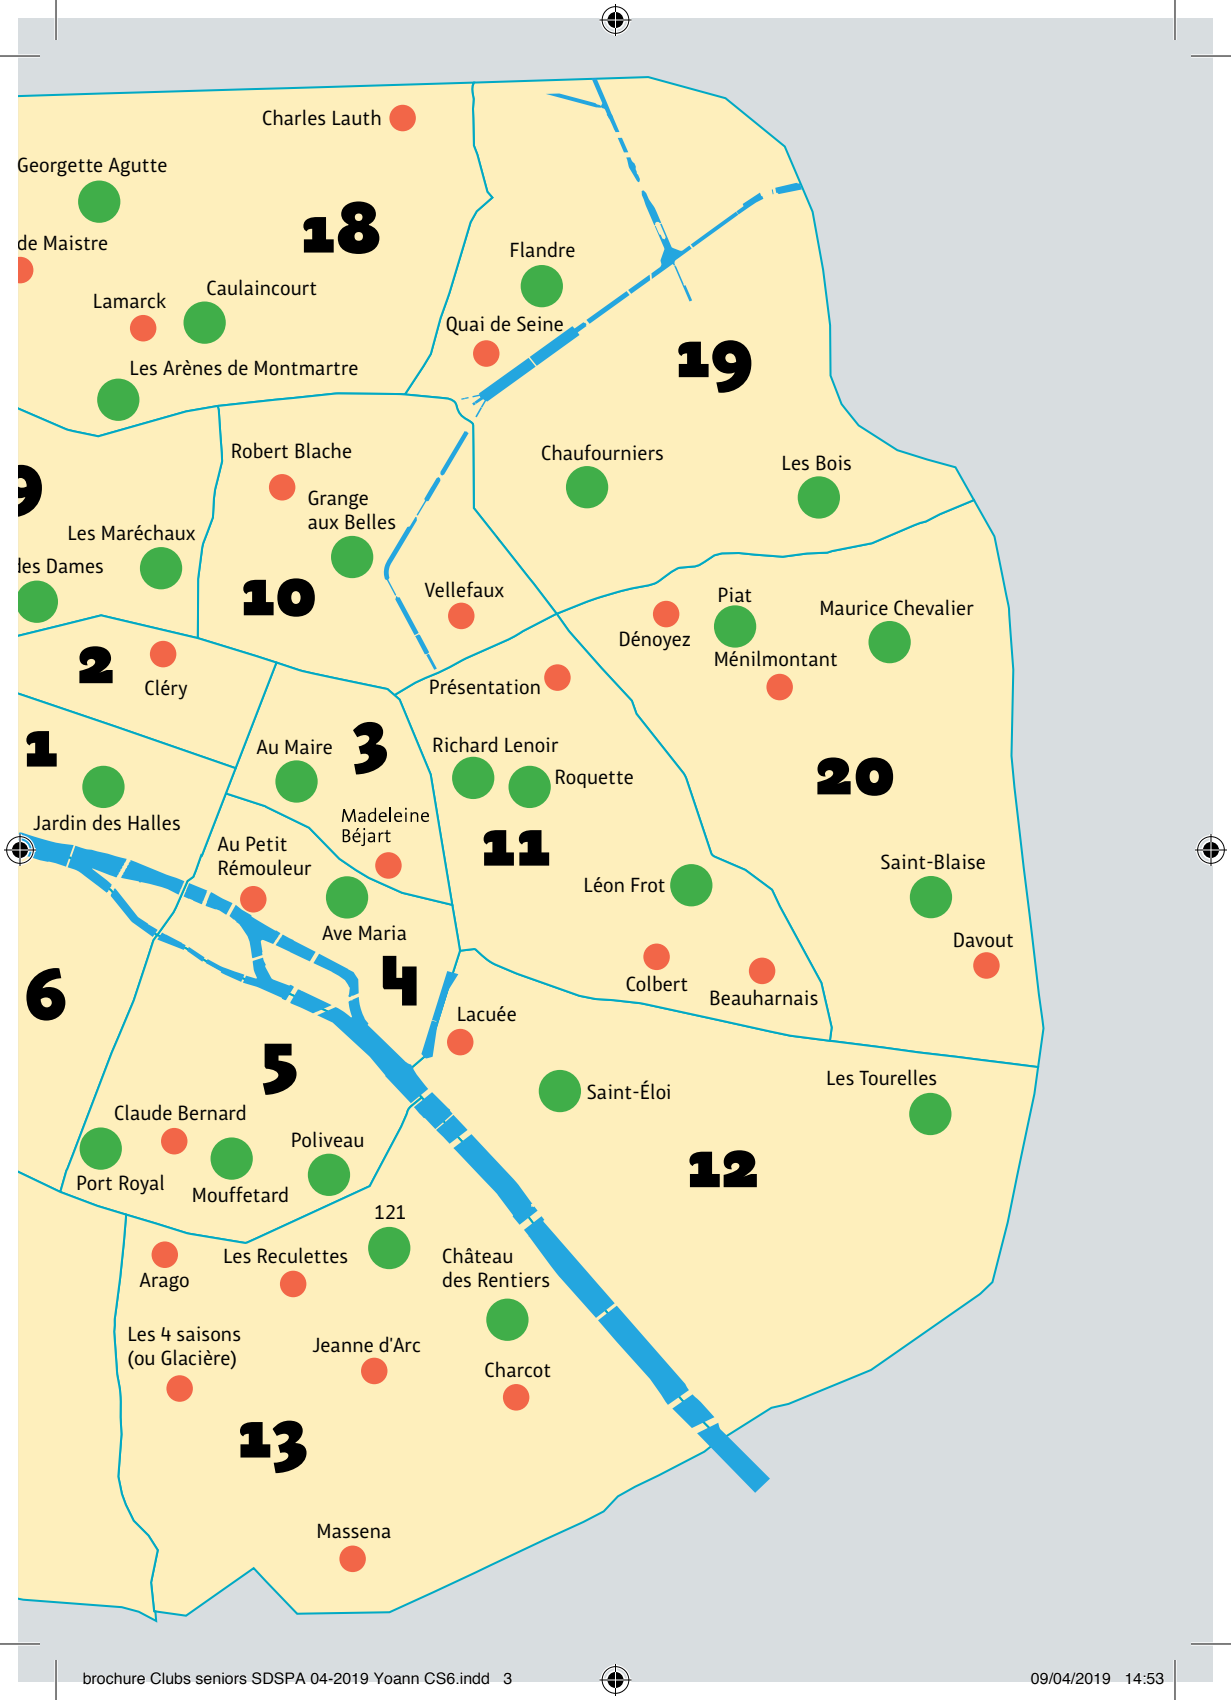 Charles Lauth
Georgette Agutte
18
de Maistre
Flandre
Caulaincourt
Lamarck
Quai de Seine
19
Les Arènes de Montmartre
Robert Blache
Chaufourniers
Les Bois
9
Grange
aux Belles
Les Maréchaux
des Dames
10
Vellefaux
Piat
Maurice Chevalier
Dénoyez
Ménilmontant
2
Cléry
Présentation
1
Au Maire
3
Richard Lenoir
Roquette
20
Jardin des Halles
Madeleine
Béjart
Au Petit
Rémouleur
11
Léon Frot
Saint-Blaise
Ave Maria
Davout
4
Colbert
Beauharnais
6
Lacuée
5
Saint-Éloi
Les Tourelles
Claude Bernard
Poliveau
12
Port Royal
Mouffetard
121
Arago
Les Reculettes
Château
des Rentiers
Les 4 saisons
(ou Glacière)
Jeanne d'Arc
Charcot
13
Massena
brochure Clubs seniors SDSPA 04-2019 Yoann CS6.indd 3
09/04/2019 14:53